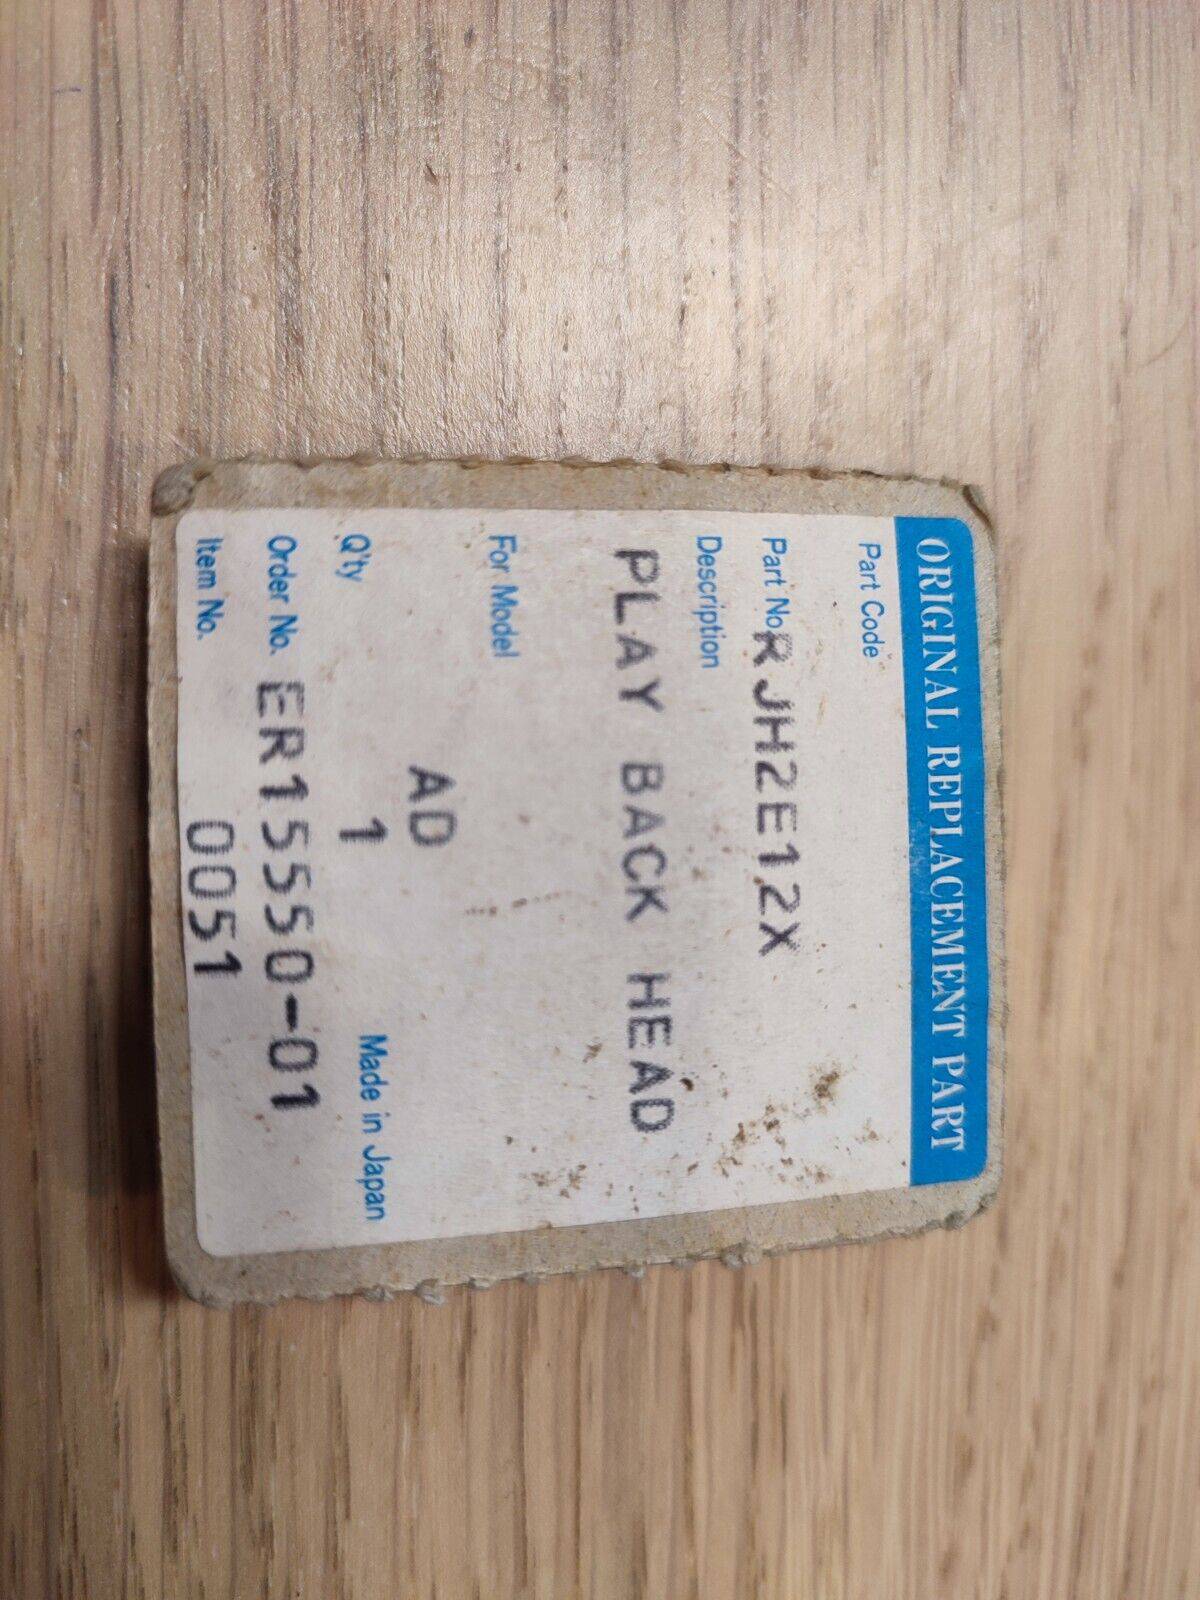 ORIGINAL REPLACEMENT PART
Part Code
Part No. RJH2E12X
Description
PLAY BACK HEAD
For Model
AD
Q'ty 1 Made in Japan
Order No. ER15550-01
Item No. 0051